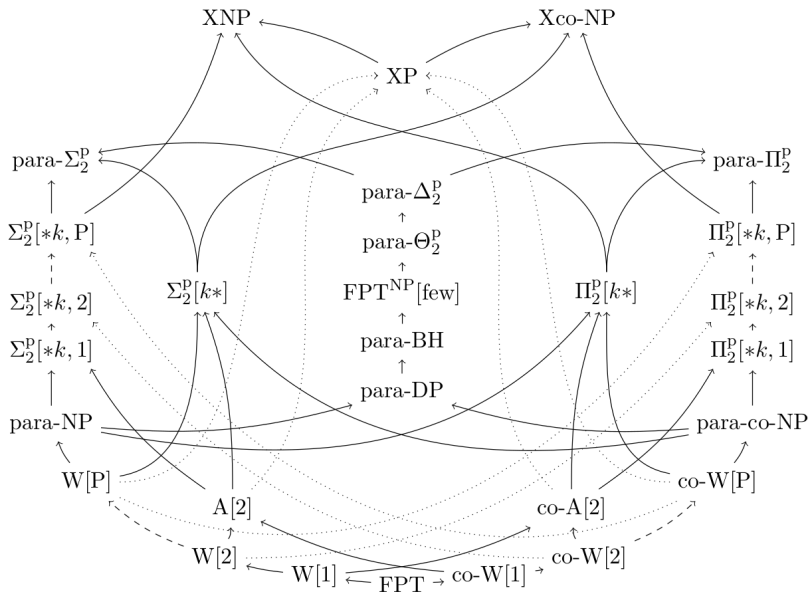 XNP Xco-NP
XP
para-Σ₂ᵖ para-Π₂ᵖ
para-Δ₂ᵖ
Σ₂ᵖ[∗k, P] para-Θ₂ᵖ Π₂ᵖ[∗k, P]
Σ₂ᵖ[∗k, 2] Σ₂ᵖ[k∗] FPTᴺᴾ[few] Π₂ᵖ[k∗] Π₂ᵖ[∗k, 2]
Σ₂ᵖ[∗k, 1] para-BH Π₂ᵖ[∗k, 1]
para-DP
para-NP para-co-NP
W[P] co-W[P]
A[2] co-A[2]
W[2] co-W[2]
W[1] FPT co-W[1]